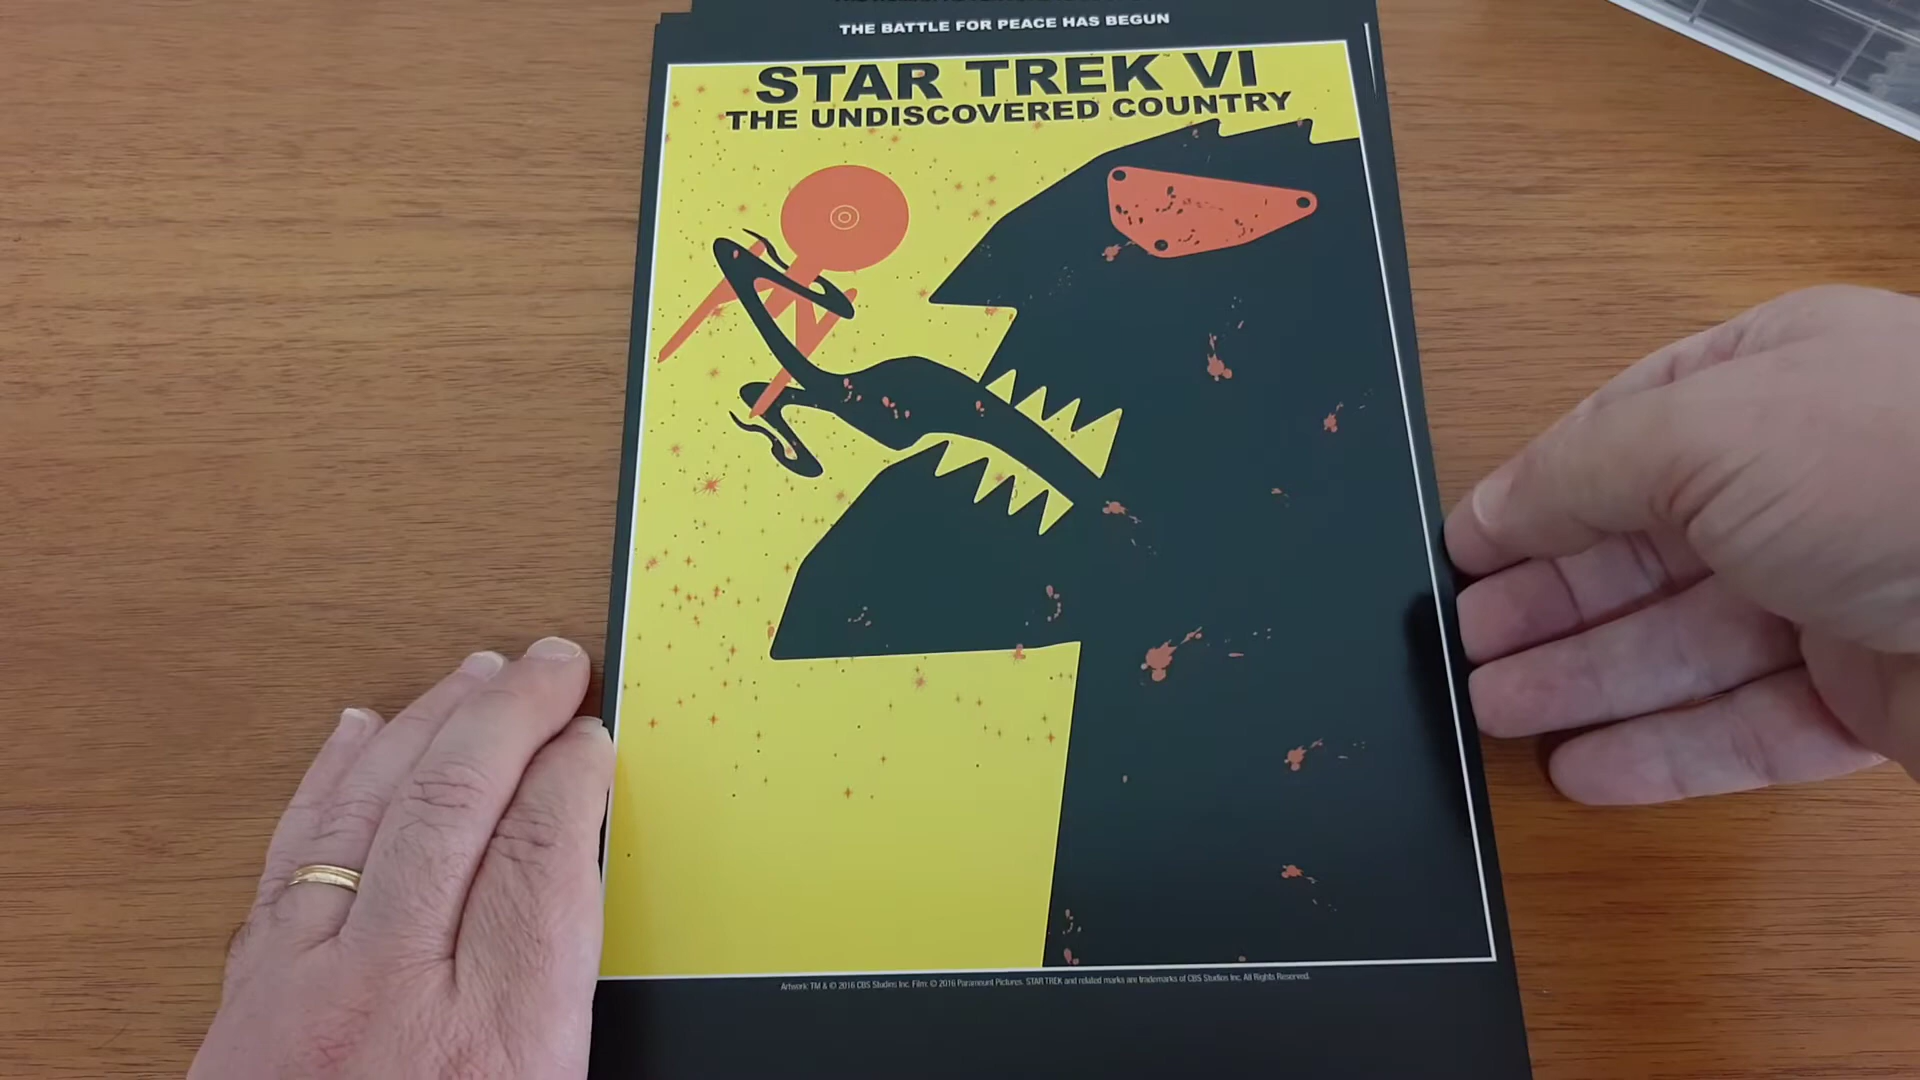 THE BATTLE FOR PEACE HAS BEGUN
STAR TREK VI
THE UNDISCOVERED COUNTRY
Artwork: TM & © 2016 CBS Studios Inc. Film: © 2016 Paramount Pictures. STAR TREK and related marks are trademarks of CBS Studios Inc. All Rights Reserved.